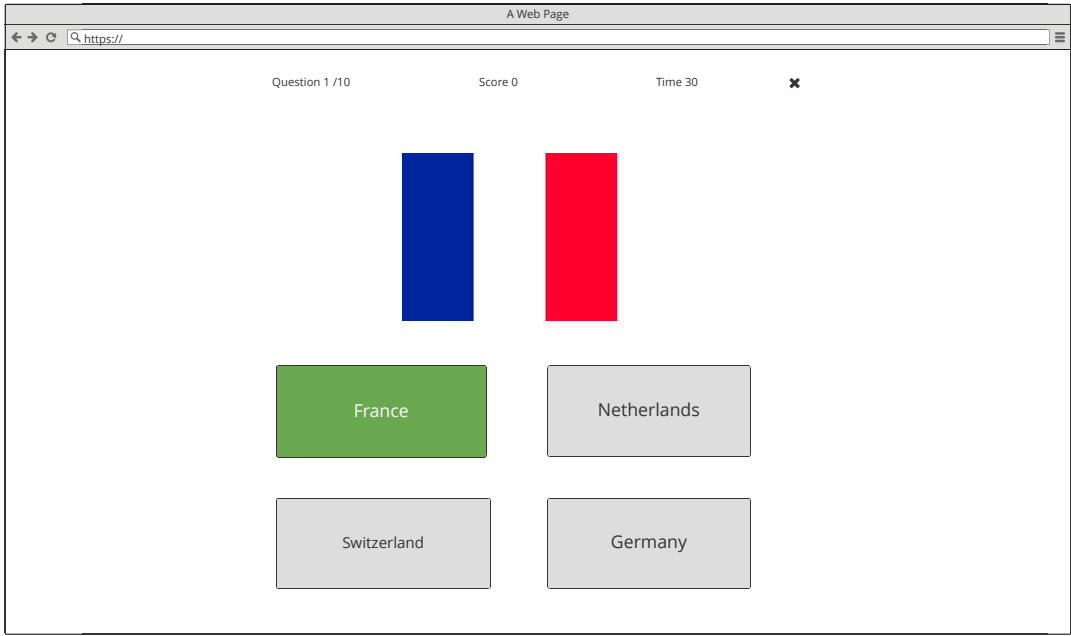 A Web Page
https://
Question 1 /10 Score 0 Time 30
France Netherlands
Switzerland Germany